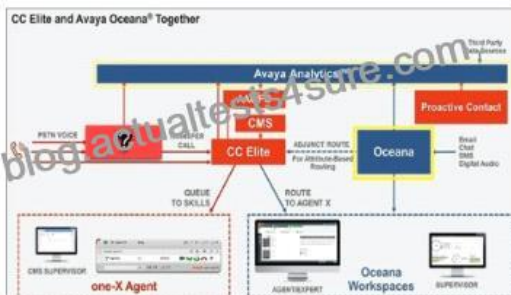 CC Elite and Avaya Oceana® Together
Third Party
Data Sources
Avaya Analytics
blog.actualtests4sure.com
CMS
Proactive Contact
PSTN VOICE
TRANSFER
CALL
CC Elite
ADJUNCT ROUTE
For Attribute-Based
Routing
Oceana
Email
Chat
SMS
Digital Audio
QUEUE
TO SKILLS
ROUTE
TO AGENT X
CMS SUPERVISOR
one-X Agent
AGENT/EXPERT
Oceana
Workspaces
SUPERVISOR